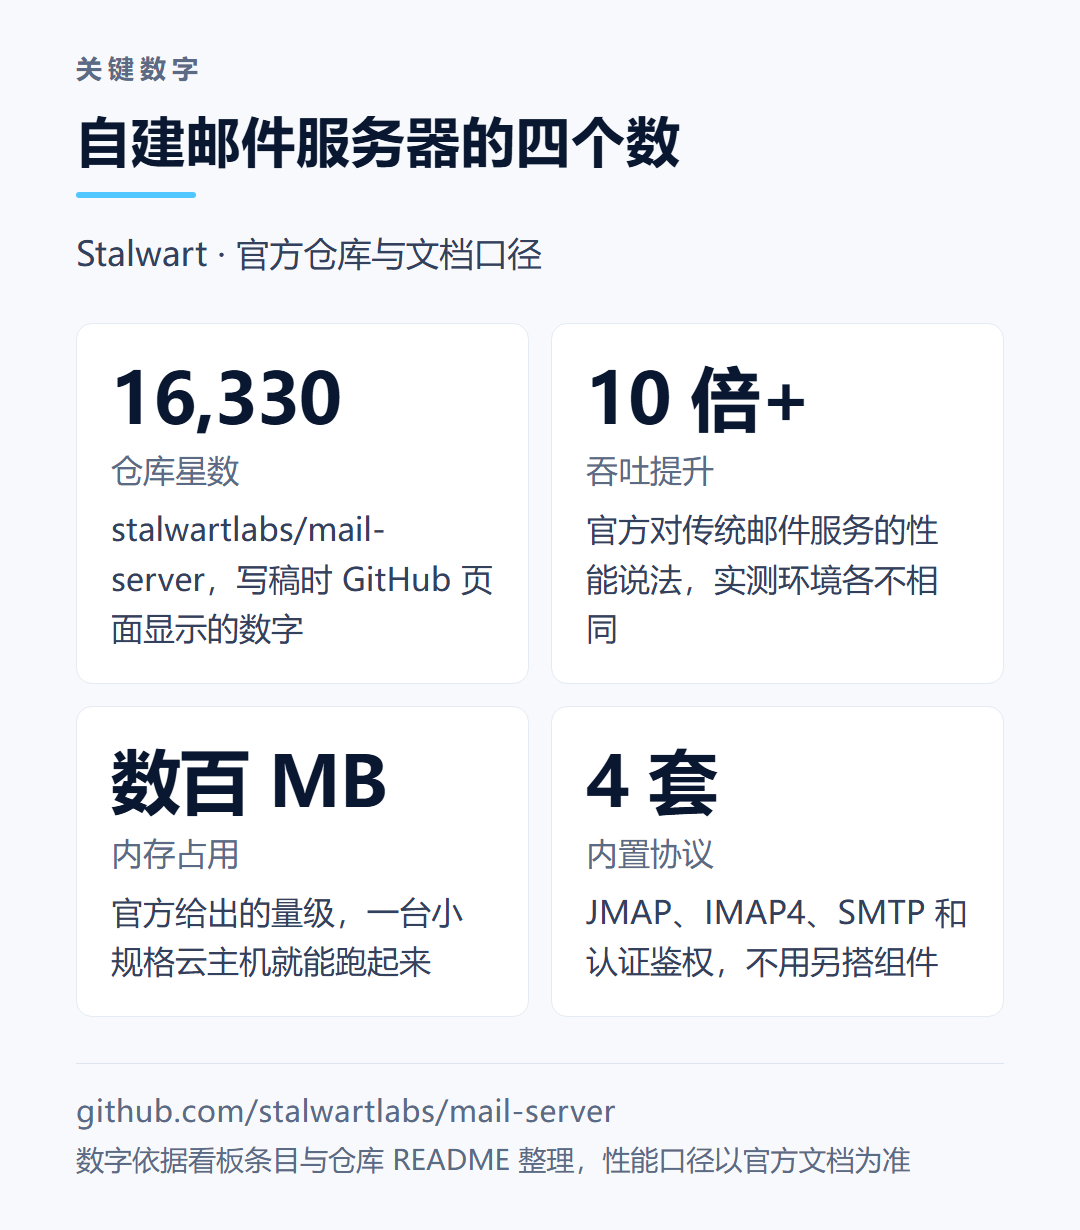 关键数字
自建邮件服务器的四个数
Stalwart · 官方仓库与文档口径
16,330
仓库星数
stalwartlabs/mail-
server，写稿时 GitHub 页
面显示的数字
10 倍+
吞吐提升
官方对传统邮件服务的性
能说法，实测环境各不相
同
数百 MB
内存占用
官方给出的量级，一台小
规格云主机就能跑起来
4 套
内置协议
JMAP、IMAP4、SMTP 和
认证鉴权，不用另搭组件
github.com/stalwartlabs/mail-server
数字依据看板条目与仓库 README 整理，性能口径以官方文档为准